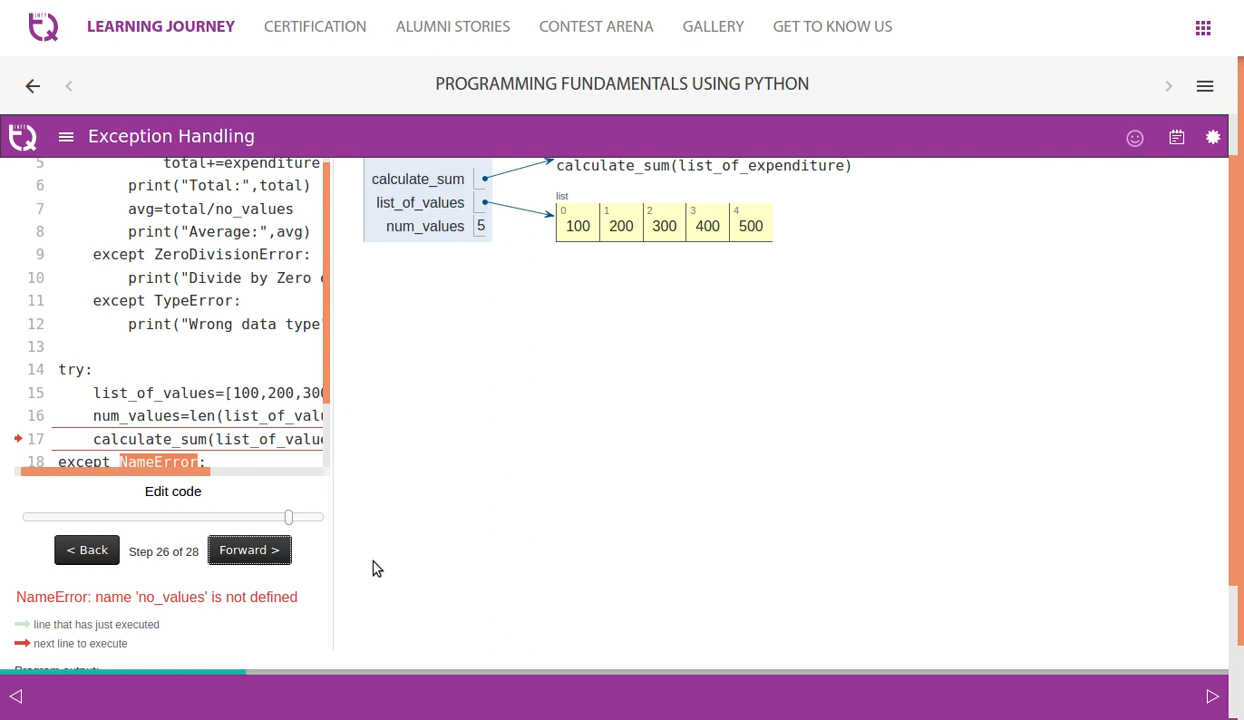 LEARNING JOURNEY CERTIFICATION ALUMNI STORIES CONTEST ARENA GALLERY GET TO KNOW US
PROGRAMMING FUNDAMENTALS USING PYTHON
Exception Handling
5 total+=expenditure
6 print("Total:",total)
7 avg=total/no_values
8 print("Average:",avg)
9 except ZeroDivisionError:
10 print("Divide by Zero
11 except TypeError:
12 print("Wrong data type
13
14 try:
15 list_of_values=[100,200,300
16 num_values=len(list_of_valu
17 calculate_sum(list_of_value
18 except NameError:
calculate_sum
list_of_values
num_values 5
calculate_sum(list_of_expenditure)
list
0 1 2 3 4
100 200 300 400 500
Edit code
< Back Step 26 of 28 Forward >
NameError: name 'no_values' is not defined
line that has just executed
next line to execute
Program output: